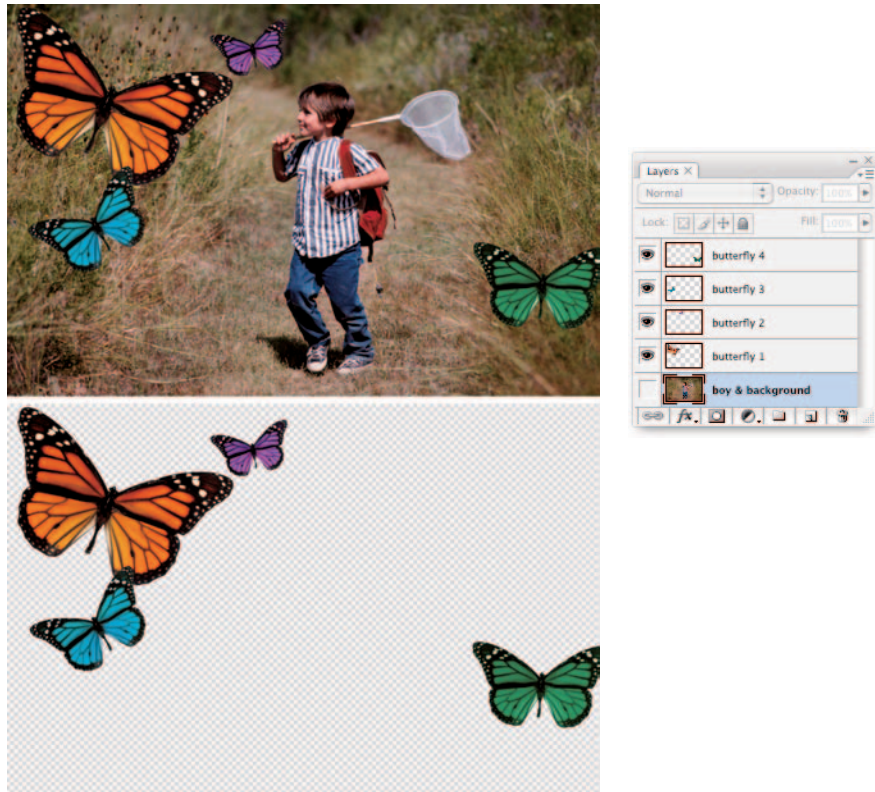 Layers ×
Normal Opacity: 100%
Lock: Fill: 100%
butterfly 4
butterfly 3
butterfly 2
butterfly 1
boy & background
fx